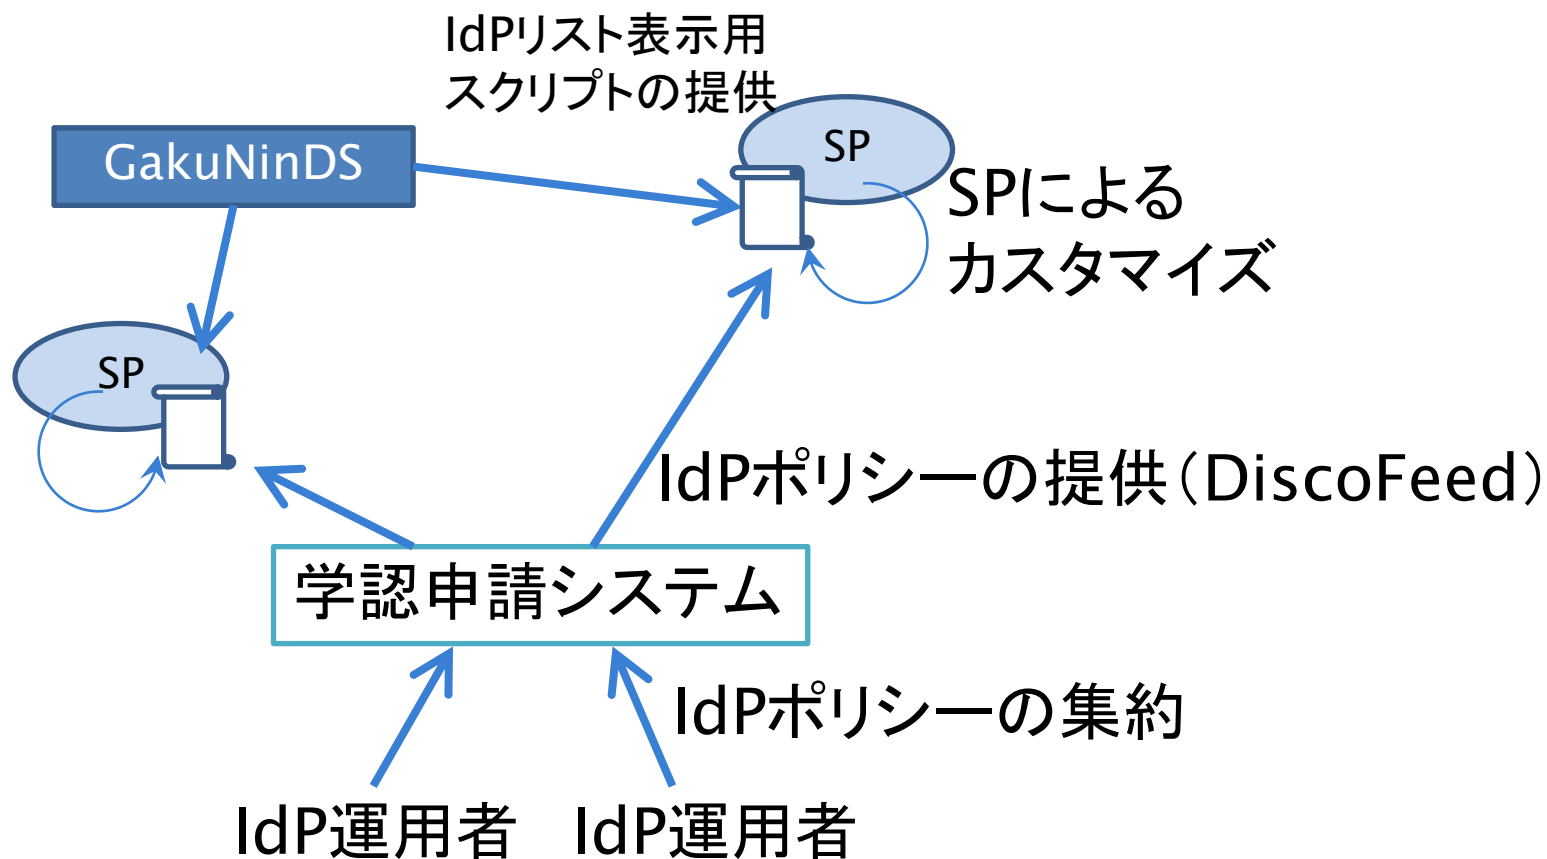 IdPリスト表示用
スクリプトの提供
GakuNinDS
SP
SPによる
カスタマイズ
SP
IdPポリシーの提供（DiscoFeed）
学認申請システム
IdPポリシーの集約
IdP運用者
IdP運用者